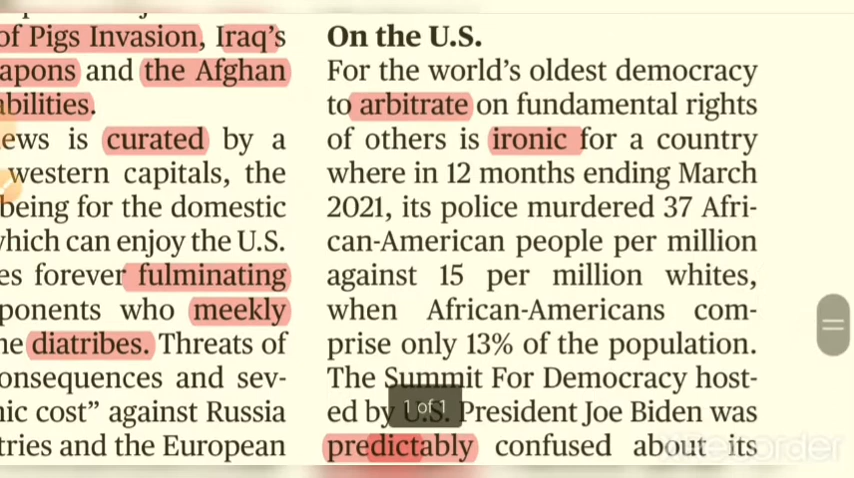 of Pigs Invasion, Iraq's
apons and the Afghan
abilities.
ews is curated by a
western capitals, the
being for the domestic
which can enjoy the U.S.
es forever fulminating
ponents who meekly
he diatribes. Threats of
onsequences and sev-
nic cost” against Russia
tries and the European
On the U.S.
For the world's oldest democracy
to arbitrate on fundamental rights
of others is ironic for a country
where in 12 months ending March
2021, its police murdered 37 Afri-
can-American people per million
against 15 per million whites,
when African-Americans com-
prise only 13% of the population.
The Summit For Democracy host-
ed by U.S. President Joe Biden was
predictably confused about its
1 of 1
Recorder